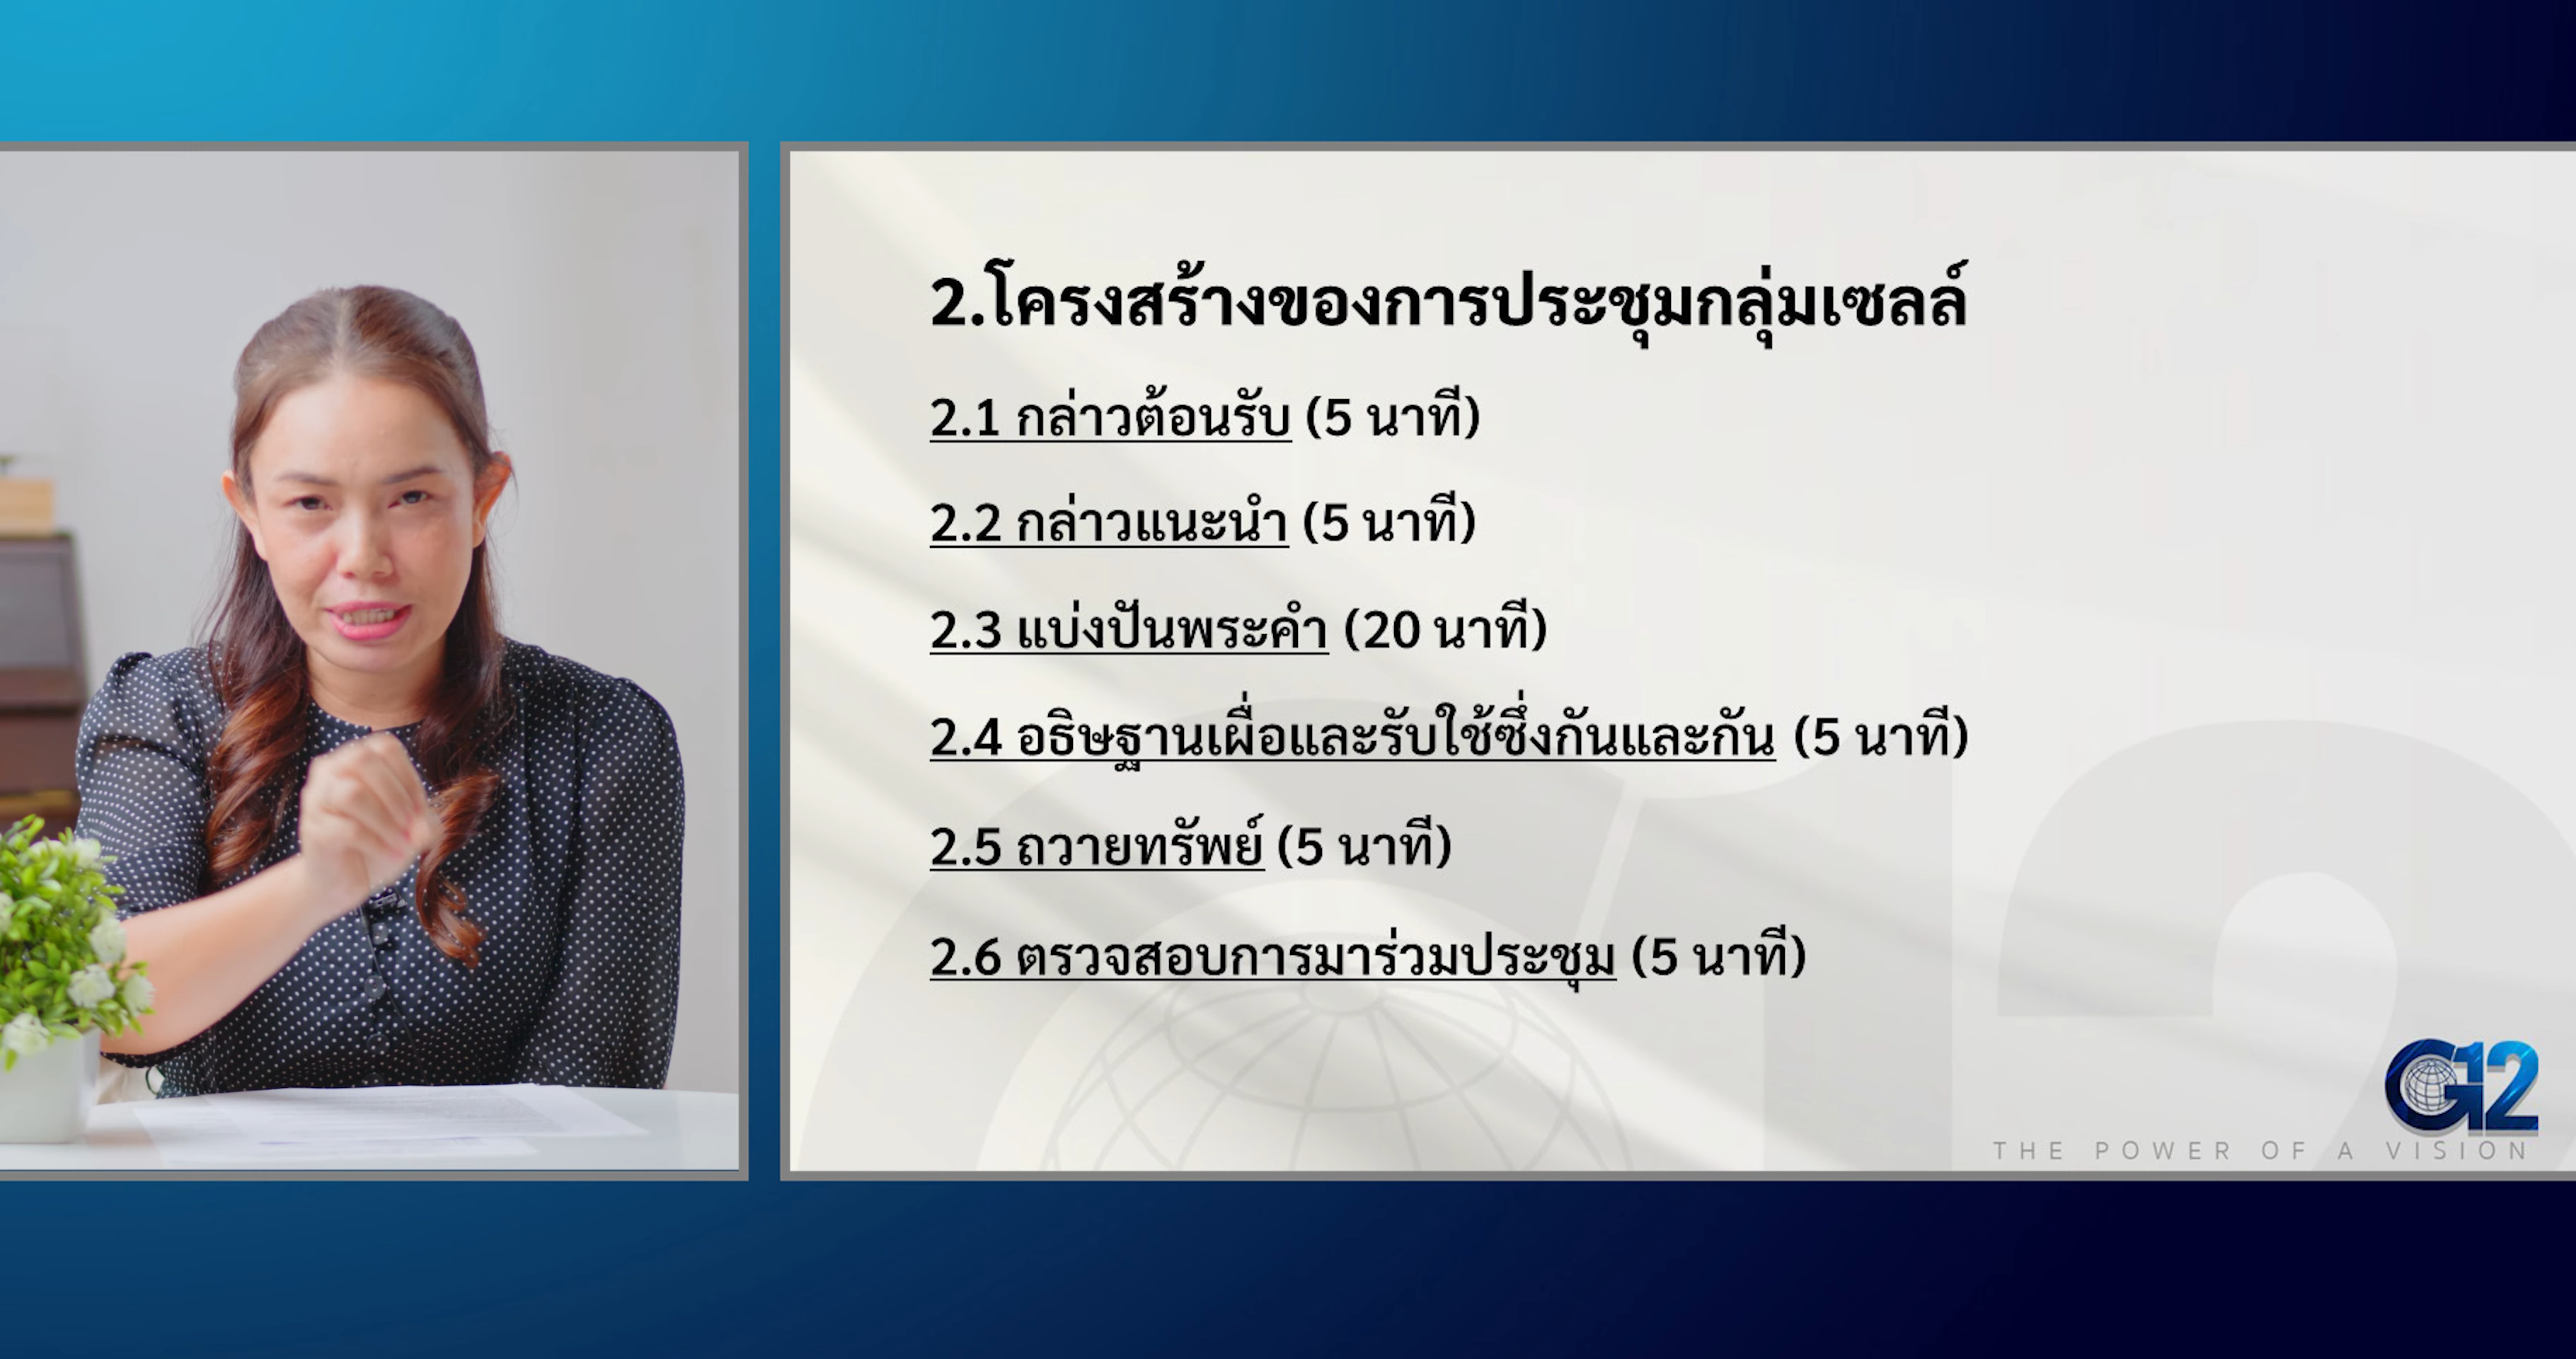 2.โครงสร้างของการประชุมกลุ่มเซลล์
2.1 กล่าวต้อนรับ (5 นาที)
2.2 กล่าวแนะนำ (5 นาที)
2.3 แบ่งปันพระคำ (20 นาที)
2.4 อธิษฐานเผื่อและรับใช้ซึ่งกันและกัน (5 นาที)
2.5 ถวายทรัพย์ (5 นาที)
2.6 ตรวจสอบการมาร่วมประชุม (5 นาที)
G12
THE POWER OF A VISION